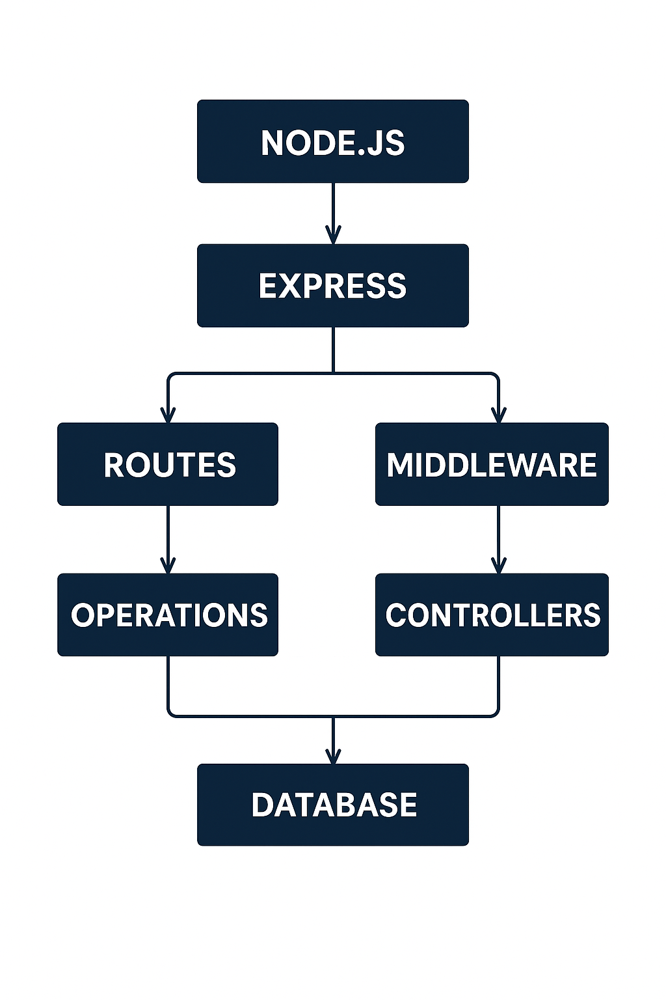 NODE.JS
EXPRESS
ROUTES
MIDDLEWARE
OPERATIONS
CONTROLLERS
DATABASE